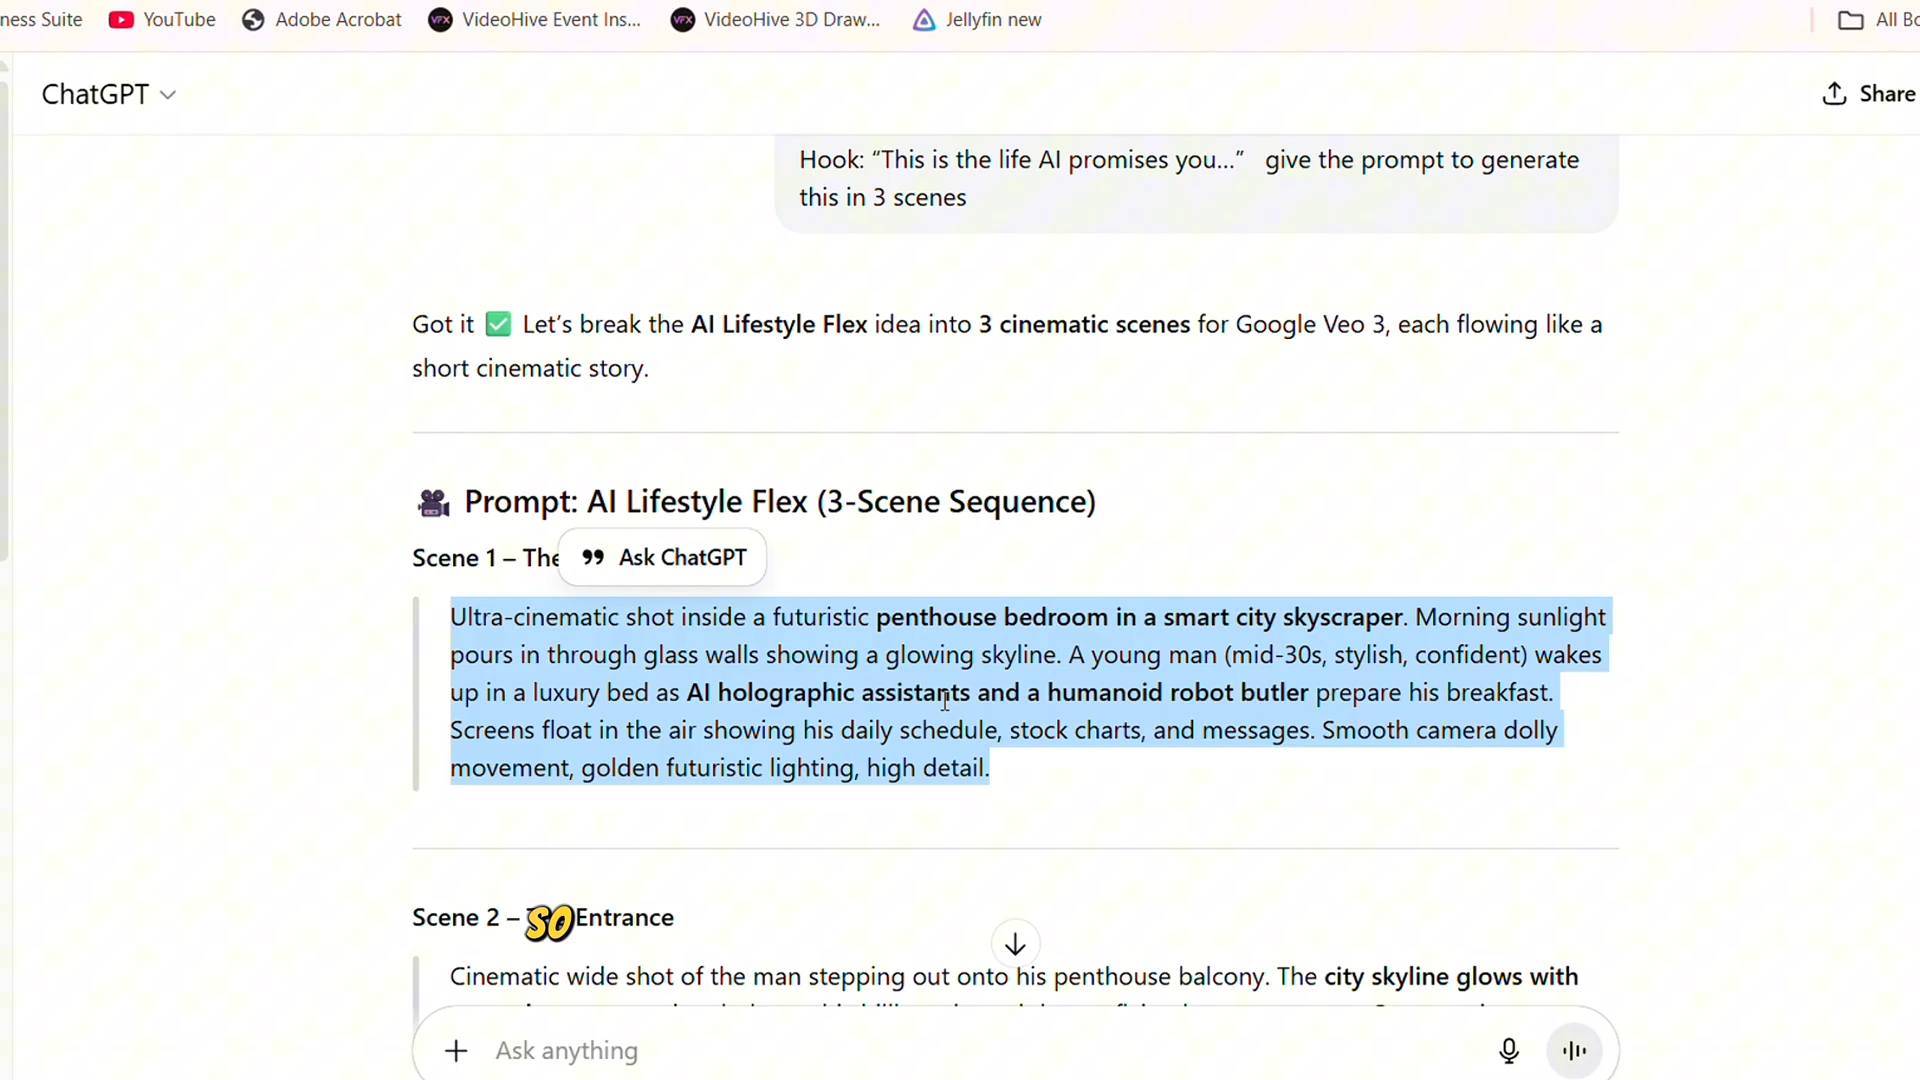 ness Suite YouTube Adobe Acrobat VideoHive Event Ins... VideoHive 3D Draw... Jellyfin new All Bo
ChatGPT Share
Hook: “This is the life AI promises you...” give the prompt to generate
this in 3 scenes
Got it ✅ Let’s break the AI Lifestyle Flex idea into 3 cinematic scenes for Google Veo 3, each flowing like a
short cinematic story.
🎥 Prompt: AI Lifestyle Flex (3-Scene Sequence)
Scene 1 – The
Ask ChatGPT
Ultra-cinematic shot inside a futuristic penthouse bedroom in a smart city skyscraper. Morning sunlight
pours in through glass walls showing a glowing skyline. A young man (mid-30s, stylish, confident) wakes
up in a luxury bed as AI holographic assistants and a humanoid robot butler prepare his breakfast.
Screens float in the air showing his daily schedule, stock charts, and messages. Smooth camera dolly
movement, golden futuristic lighting, high detail.
Scene 2 – SO Entrance
Cinematic wide shot of the man stepping out onto his penthouse balcony. The city skyline glows with
Ask anything